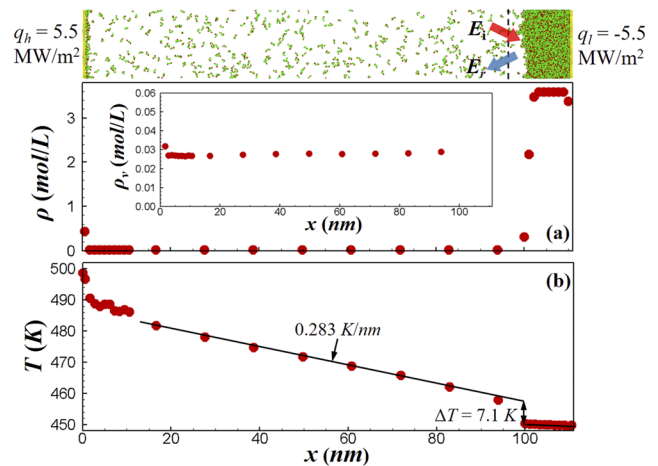 q_h = 5.5
MW/m²
E_i
E_r
q_l = -5.5
MW/m²
ρ (mol/L)
3
2
1
0
ρ_v (mol/L)
0.06
0.05
0.04
0.03
0.02
0.01
0.00
0 20 40 60 80 100
x (nm)
(a)
T (K)
500
490
480
470
460
450
(b)
0.283 K/nm
ΔT = 7.1 K
0 20 40 60 80 100
x (nm)